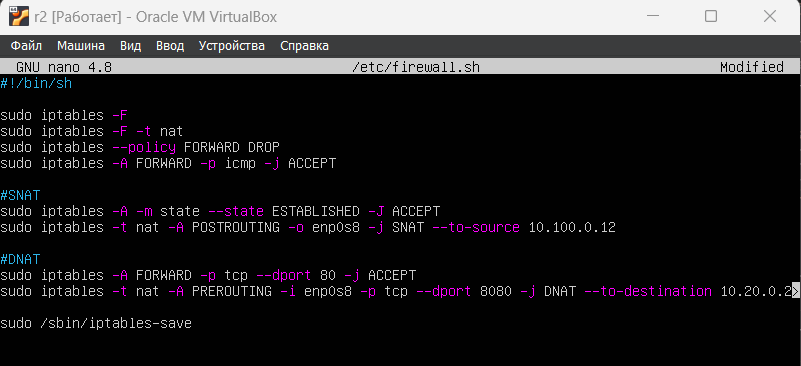 r2 [Работает] - Oracle VM VirtualBox
Файл Машина Вид Ввод Устройства Справка
GNU nano 4.8 /etc/firewall.sh Modified
#!/bin/sh
sudo iptables -F
sudo iptables -F -t nat
sudo iptables --policy FORWARD DROP
sudo iptables -A FORWARD -p icmp -j ACCEPT
#SNAT
sudo iptables -A -m state --state ESTABLISHED -J ACCEPT
sudo iptables -t nat -A POSTROUTING -o enp0s8 -j SNAT --to-source 10.100.0.12
#DNAT
sudo iptables -A FORWARD -p tcp --dport 80 -j ACCEPT
sudo iptables -t nat -A PREROUTING -i enp0s8 -p tcp --dport 8080 -j DNAT --to-destination 10.20.0.2>
sudo /sbin/iptables-save